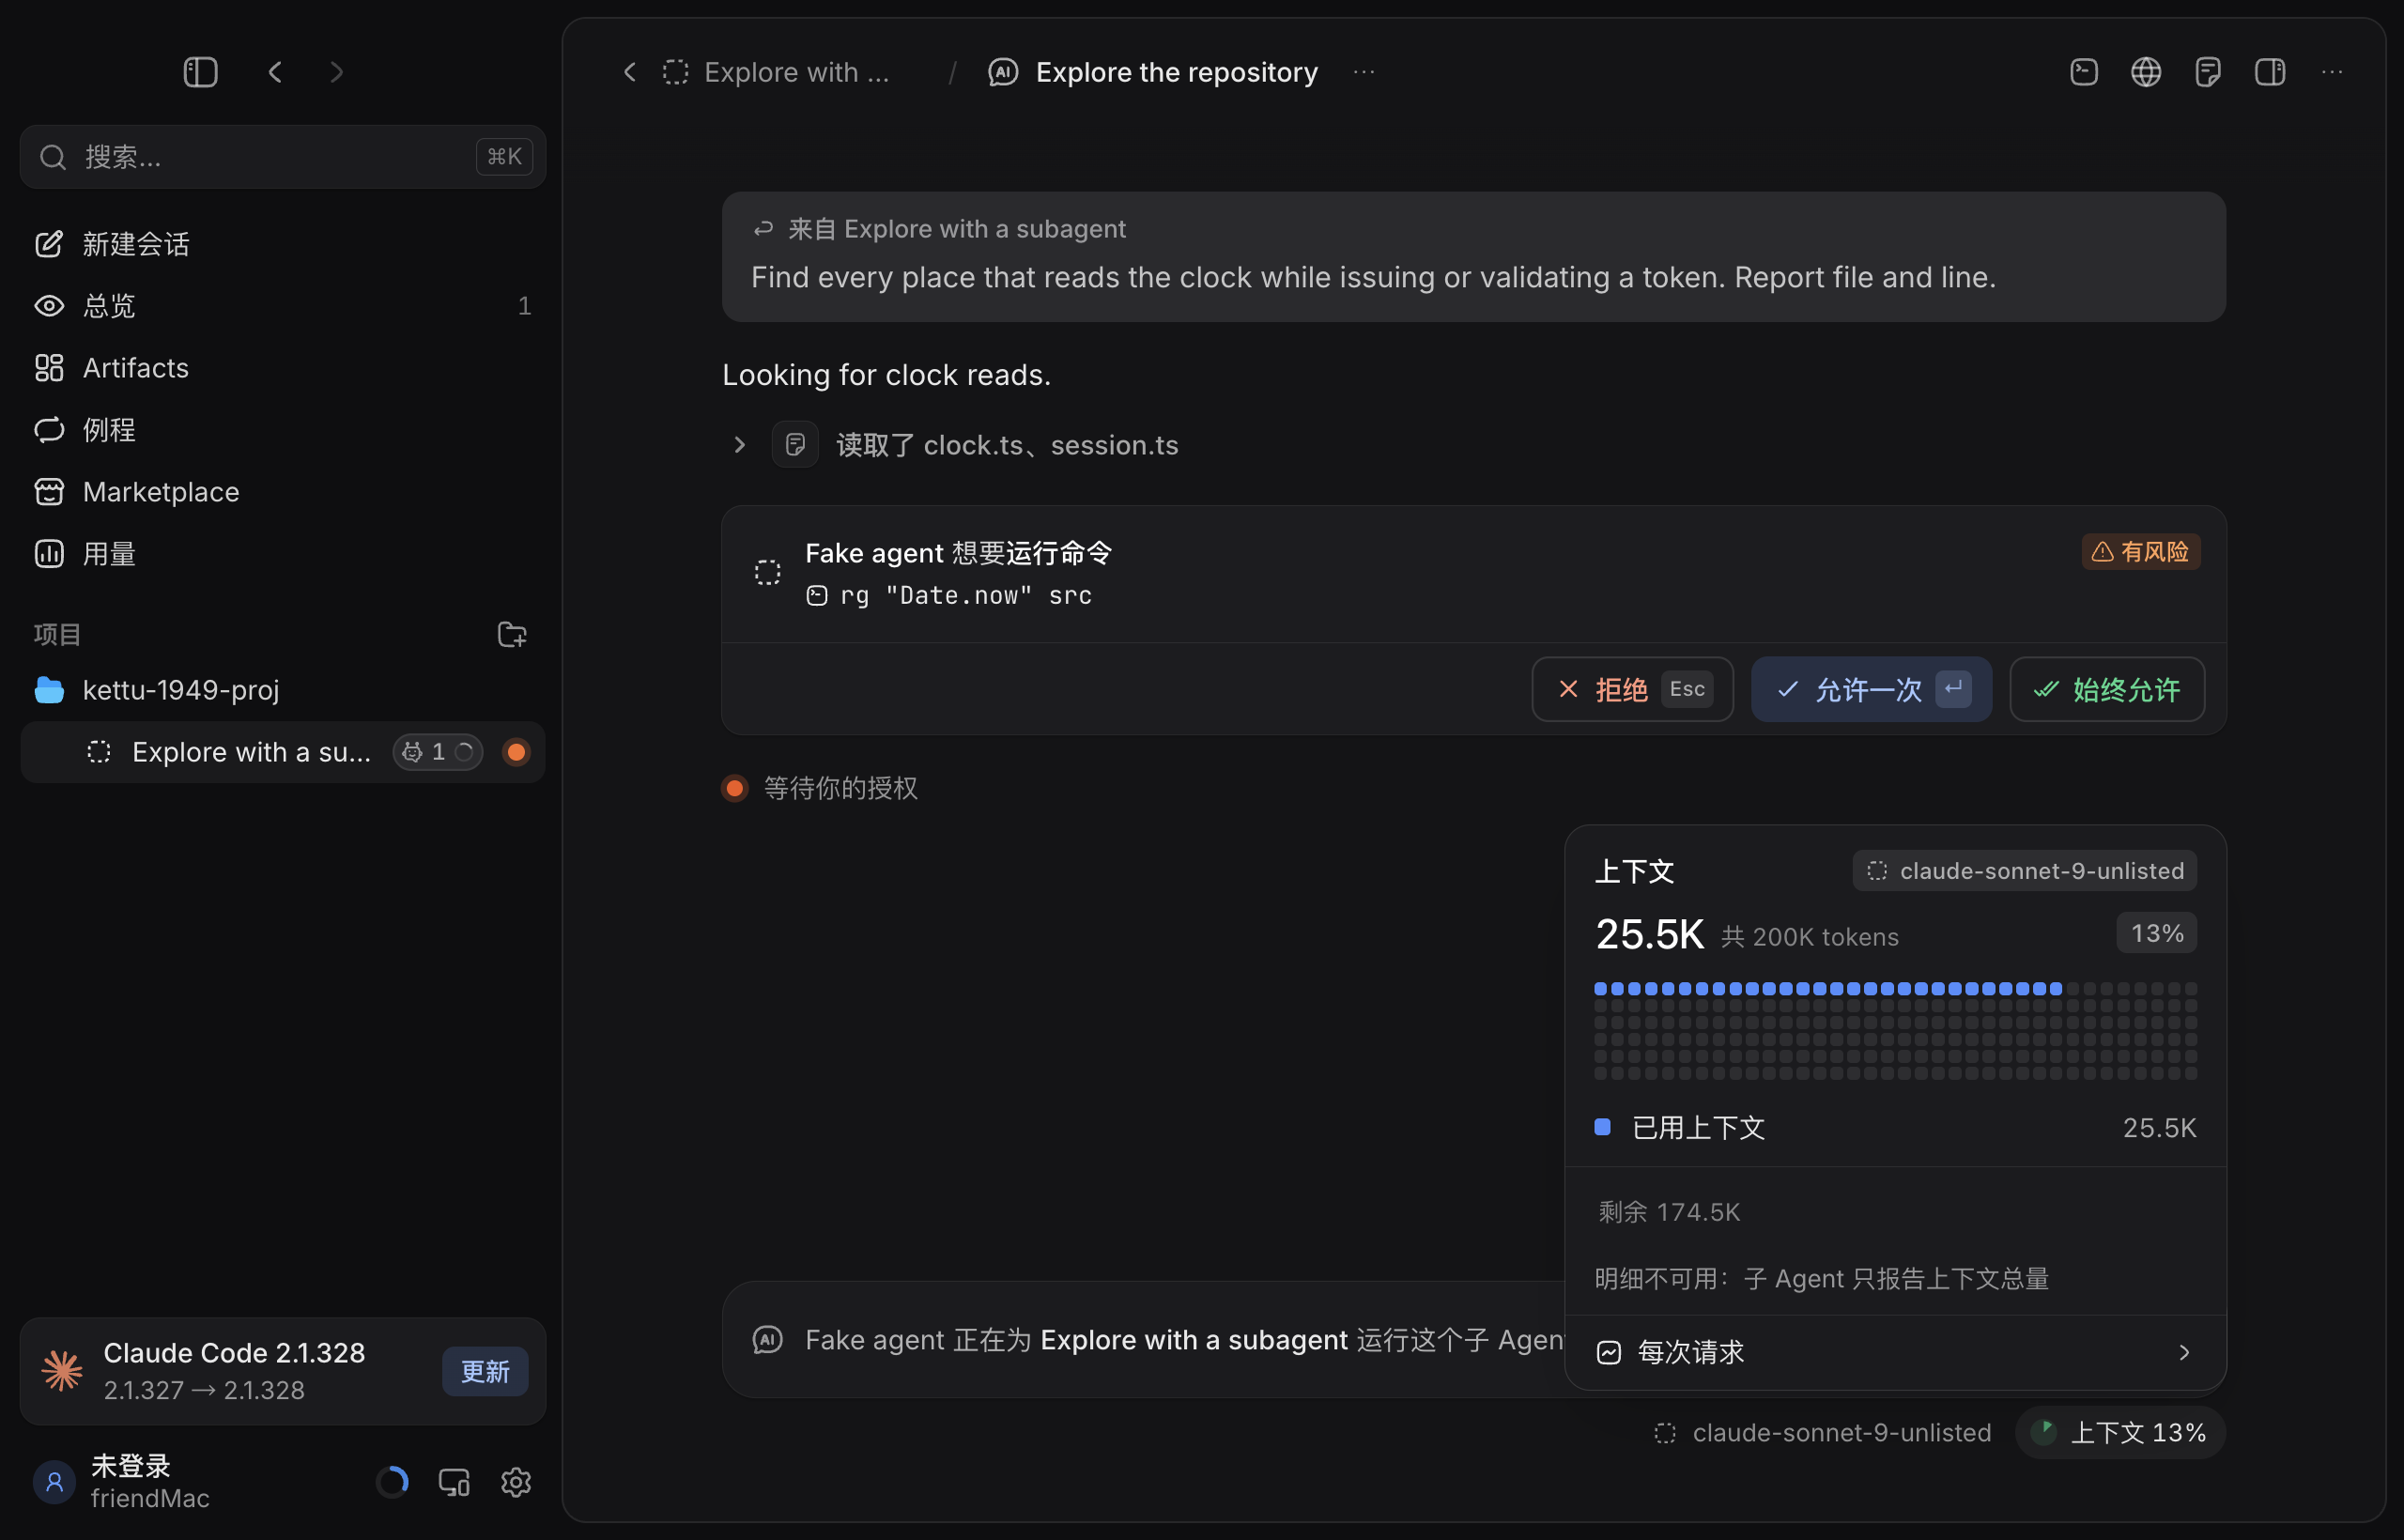 搜索...
⌘K
新建会话
总览
1
Artifacts
例程
Marketplace
用量
项目
kettu-1949-proj
Explore with a su...
1
Claude Code 2.1.328
2.1.327 → 2.1.328
更新
未登录
friendMac
Explore with ...
/
Explore the repository
...
来自 Explore with a subagent
Find every place that reads the clock while issuing or validating a token. Report file and line.
Looking for clock reads.
读取了 clock.ts、session.ts
Fake agent 想要运行命令
有风险
rg "Date.now" src
拒绝 Esc
允许一次
始终允许
等待你的授权
上下文
claude-sonnet-9-unlisted
25.5K 共 200K tokens
13%
已用上下文
25.5K
剩余 174.5K
明细不可用：子 Agent 只报告上下文总量
每次请求
Fake agent 正在为 Explore with a subagent 运行这个子 Agen
claude-sonnet-9-unlisted
上下文 13%